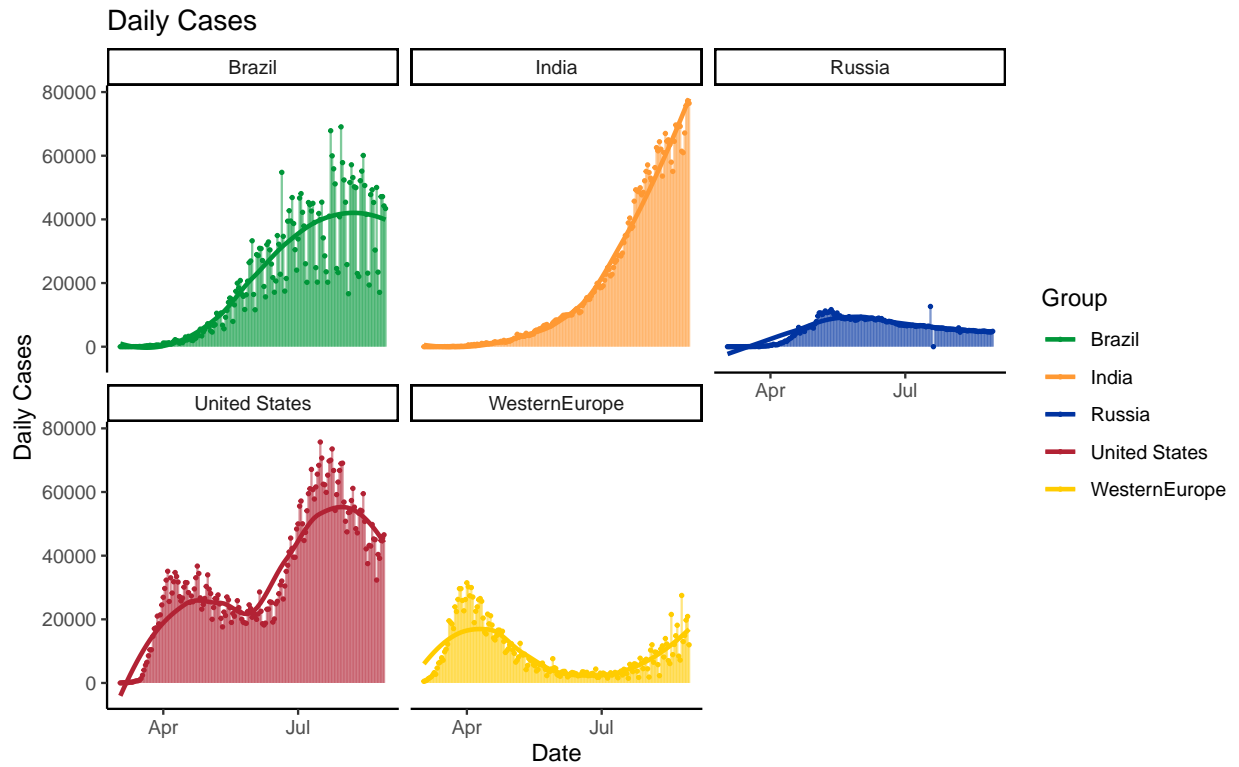 Daily Cases
Brazil
India
Russia
80000
60000
40000
20000
0
Apr
Jul
United States
WesternEurope
80000
60000
40000
20000
0
Apr
Jul
Apr
Jul
Daily Cases
Date
Group
Brazil
India
Russia
United States
WesternEurope